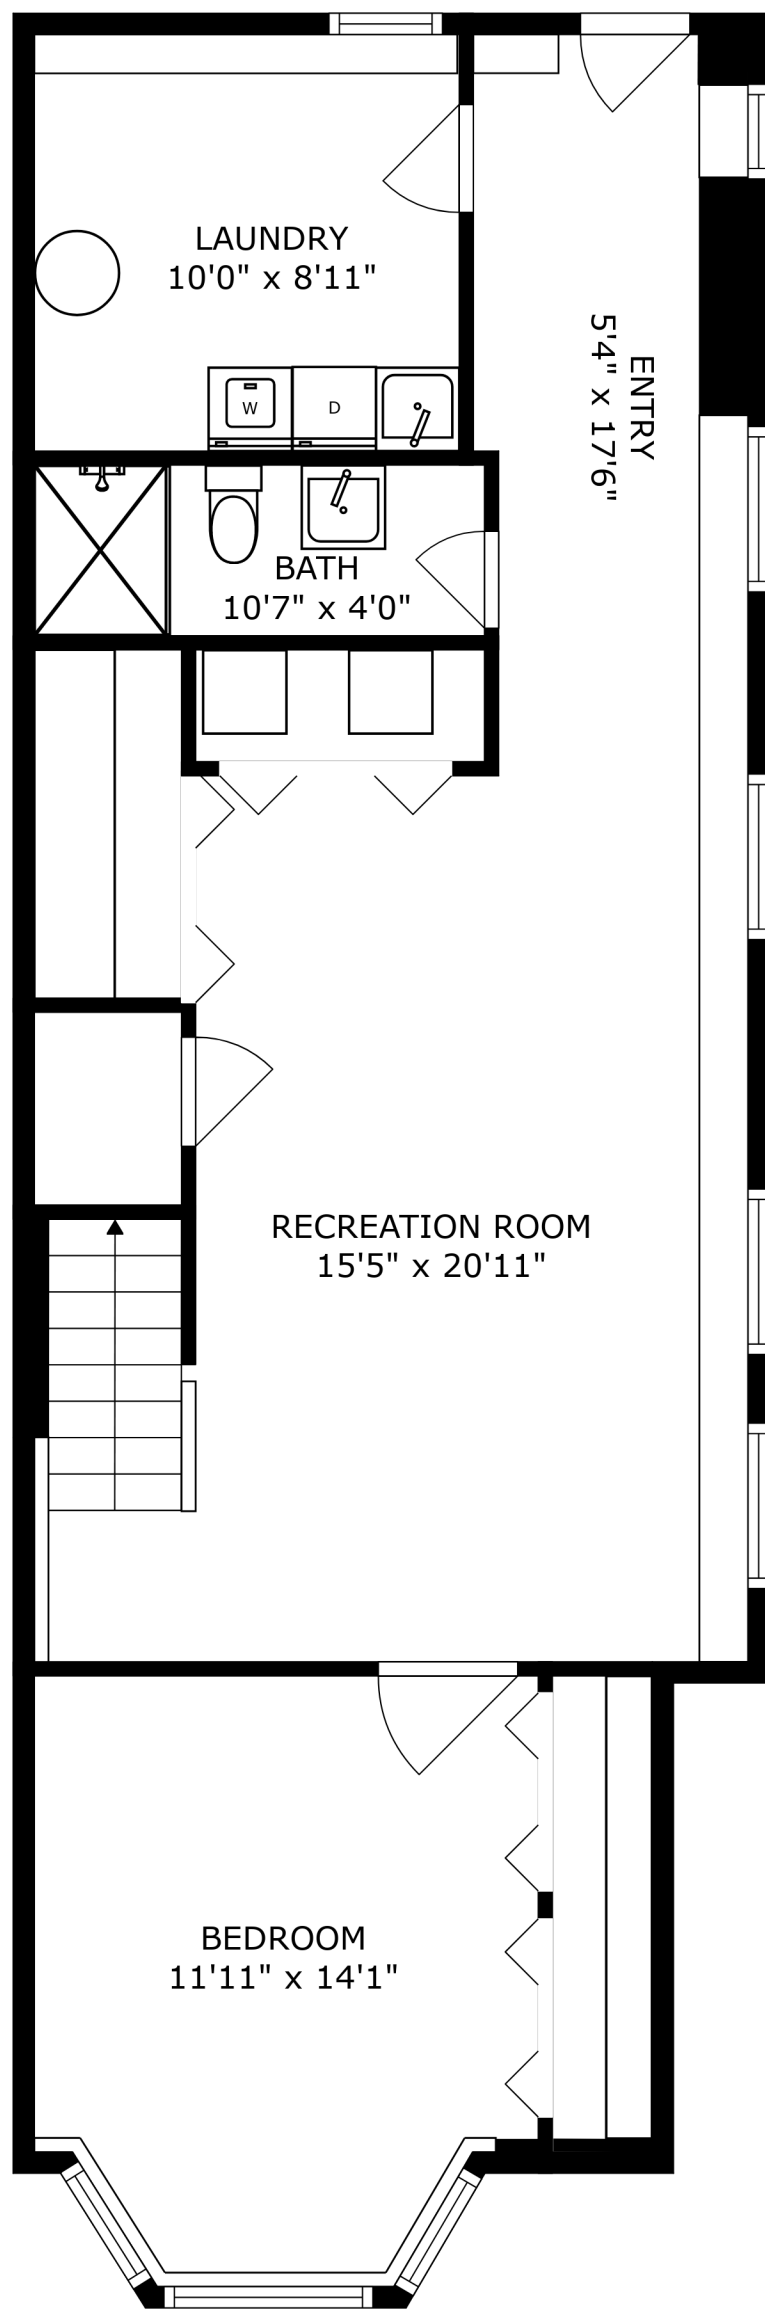 LAUNDRY
10'0" x 8'11"
ENTRY
5'4" x 17'6"
W
D
BATH
10'7" x 4'0"
RECREATION ROOM
15'5" x 20'11"
BEDROOM
11'11" x 14'1"